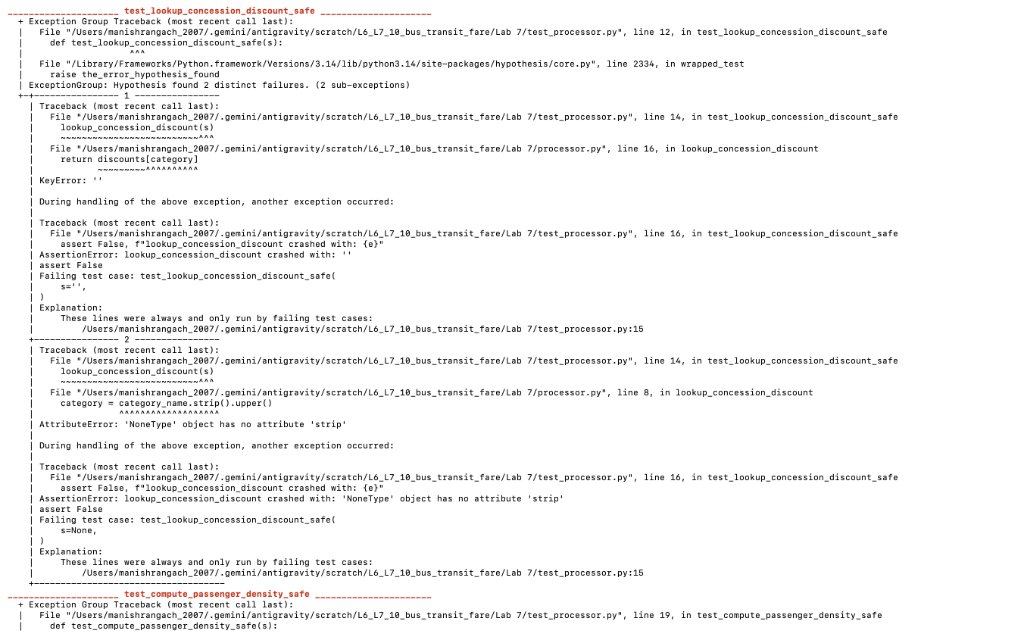 ____________________ test_lookup_concession_discount_safe ____________________
  + Exception Group Traceback (most recent call last):
  |   File "/Users/manishrangach_2007/.gemini/antigravity/scratch/L6_L7_10_bus_transit_fare/Lab 7/test_processor.py", line 12, in test_lookup_concession_discount_safe
  |     def test_lookup_concession_discount_safe(s):
  |                    ^^^
  |   File "/Library/Frameworks/Python.framework/Versions/3.14/lib/python3.14/site-packages/hypothesis/core.py", line 2334, in wrapped_test
  |     raise the_error_hypothesis_found
  | ExceptionGroup: Hypothesis found 2 distinct failures. (2 sub-exceptions)
  +-+---------------- 1 ----------------
    | Traceback (most recent call last):
    |   File "/Users/manishrangach_2007/.gemini/antigravity/scratch/L6_L7_10_bus_transit_fare/Lab 7/test_processor.py", line 14, in test_lookup_concession_discount_safe
    |     lookup_concession_discount(s)
    |     ~~~~~~~~~~~~~~~~~~~~~~~~~~^^^
    |   File "/Users/manishrangach_2007/.gemini/antigravity/scratch/L6_L7_10_bus_transit_fare/Lab 7/processor.py", line 16, in lookup_concession_discount
    |     return discounts[category]
    |            ~~~~~~~~~^^^^^^^^^^
    | KeyError: ''
    |
    | During handling of the above exception, another exception occurred:
    |
    | Traceback (most recent call last):
    |   File "/Users/manishrangach_2007/.gemini/antigravity/scratch/L6_L7_10_bus_transit_fare/Lab 7/test_processor.py", line 16, in test_lookup_concession_discount_safe
    |     assert False, f"lookup_concession_discount crashed with: {e}"
    | AssertionError: lookup_concession_discount crashed with: ''
    | assert False
    | Failing test case: test_lookup_concession_discount_safe(
    |     s='',
    | )
    | Explanation:
    |     These lines were always and only run by failing test cases:
    |         /Users/manishrangach_2007/.gemini/antigravity/scratch/L6_L7_10_bus_transit_fare/Lab 7/test_processor.py:15
    +---------------- 2 ----------------
    | Traceback (most recent call last):
    |   File "/Users/manishrangach_2007/.gemini/antigravity/scratch/L6_L7_10_bus_transit_fare/Lab 7/test_processor.py", line 14, in test_lookup_concession_discount_safe
    |     lookup_concession_discount(s)
    |     ~~~~~~~~~~~~~~~~~~~~~~~~~~^^^
    |   File "/Users/manishrangach_2007/.gemini/antigravity/scratch/L6_L7_10_bus_transit_fare/Lab 7/processor.py", line 8, in lookup_concession_discount
    |     category = category_name.strip().upper()
    |                ^^^^^^^^^^^^^^^^^^^
    | AttributeError: 'NoneType' object has no attribute 'strip'
    |
    | During handling of the above exception, another exception occurred:
    |
    | Traceback (most recent call last):
    |   File "/Users/manishrangach_2007/.gemini/antigravity/scratch/L6_L7_10_bus_transit_fare/Lab 7/test_processor.py", line 16, in test_lookup_concession_discount_safe
    |     assert False, f"lookup_concession_discount crashed with: {e}"
    | AssertionError: lookup_concession_discount crashed with: 'NoneType' object has no attribute 'strip'
    | assert False
    | Failing test case: test_lookup_concession_discount_safe(
    |     s=None,
    | )
    | Explanation:
    |     These lines were always and only run by failing test cases:
    |         /Users/manishrangach_2007/.gemini/antigravity/scratch/L6_L7_10_bus_transit_fare/Lab 7/test_processor.py:15
    +------------------------------------
____________________ test_compute_passenger_density_safe _____________________
  + Exception Group Traceback (most recent call last):
  |   File "/Users/manishrangach_2007/.gemini/antigravity/scratch/L6_L7_10_bus_transit_fare/Lab 7/test_processor.py", line 19, in test_compute_passenger_density_safe
  |     def test_compute_passenger_density_safe(s):